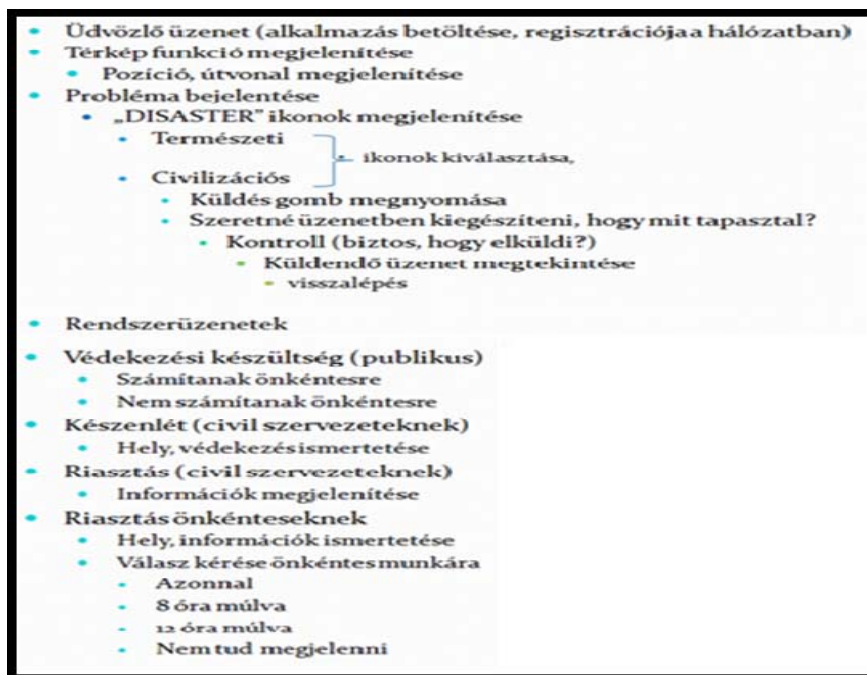 Üdvözlő üzenet (alkalmazás betöltése, regisztrációja a hálózatban)
Térkép funkció megjelenítése
Pozíció, útvonal megjelenítése
Probléma bejelentése
„DISASTER” ikonok megjelenítése
Természeti
ikonok kiválasztása,
Civilizációs
Küldés gomb megnyomása
Szeretné üzenetben kiegészíteni, hogy mit tapasztal?
Kontroll (biztos, hogy elküldi?)
Küldendő üzenet megtekintése
visszalépés
Rendszerüzenetek
Védekezési készültség (publikus)
Számítanak önkéntesre
Nem számítanak önkéntesre
Készenlét (civil szervezeteknek)
Hely, védekezés ismertetése
Riasztás (civil szervezeteknek)
Információk megjelenítése
Riasztás önkénteseknek
Hely, információk ismertetése
Válasz kérése önkéntes munkára
Azonnal
8 óra múlva
12 óra múlva
Nem tud megjelenni